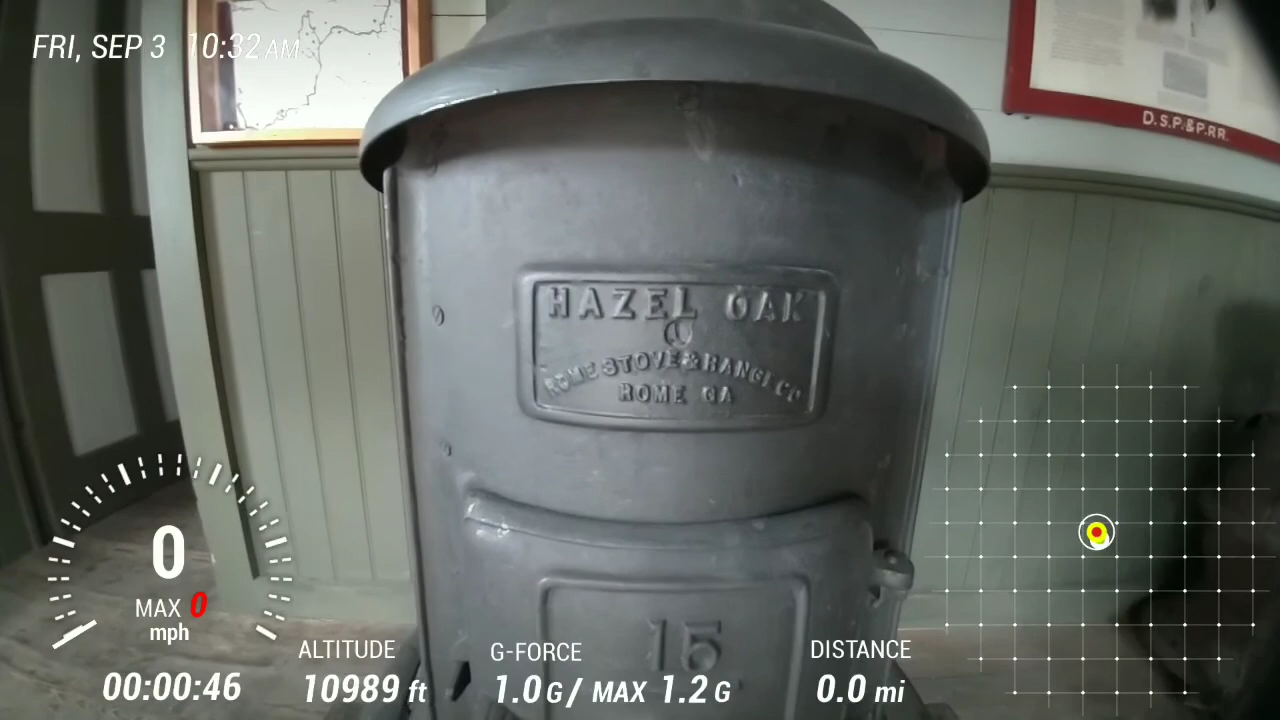 FRI, SEP 3 10:32 AM
D.S.P.&P.RR.
HAZEL OAK
ROME STOVE & RANGE CO
ROME GA
15
0
MAX 0
mph
00:00:46
ALTITUDE
10989 ft
G-FORCE
1.0 G / MAX 1.2 G
DISTANCE
0.0 mi